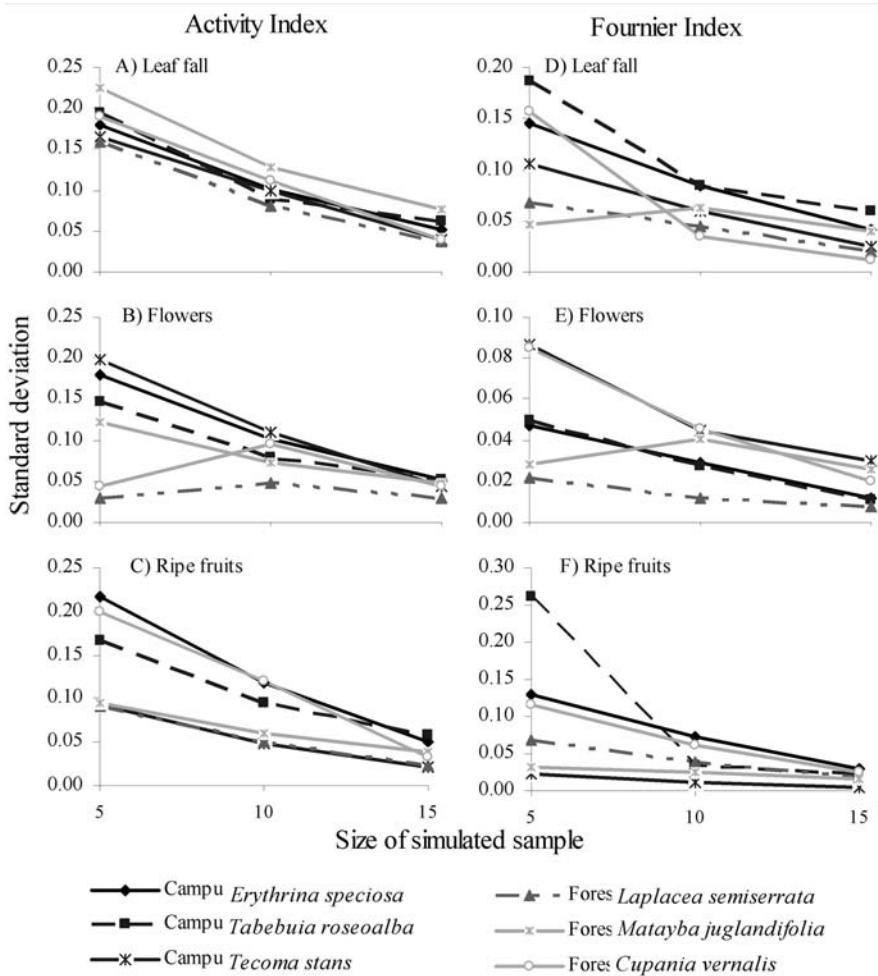 Activity Index
Fournier Index
A) Leaf fall
0.25
0.20
0.15
0.10
0.05
0.00
D) Leaf fall
0.20
0.15
0.10
0.05
0.00
Standard deviation
B) Flowers
0.25
0.20
0.15
0.10
0.05
0.00
E) Flowers
0.10
0.08
0.06
0.04
0.02
0.00
C) Ripe fruits
0.25
0.20
0.15
0.10
0.05
0.00
5 10 15
F) Ripe fruits
0.30
0.25
0.20
0.15
0.10
0.05
0.00
5 10 15
Size of simulated sample
Campu Erythrina speciosa
Campu Tabebuia roseoalba
Campu Tecoma stans
Fores Laplacea semiserrata
Fores Matayba juglandifolia
Fores Cupania vernalis